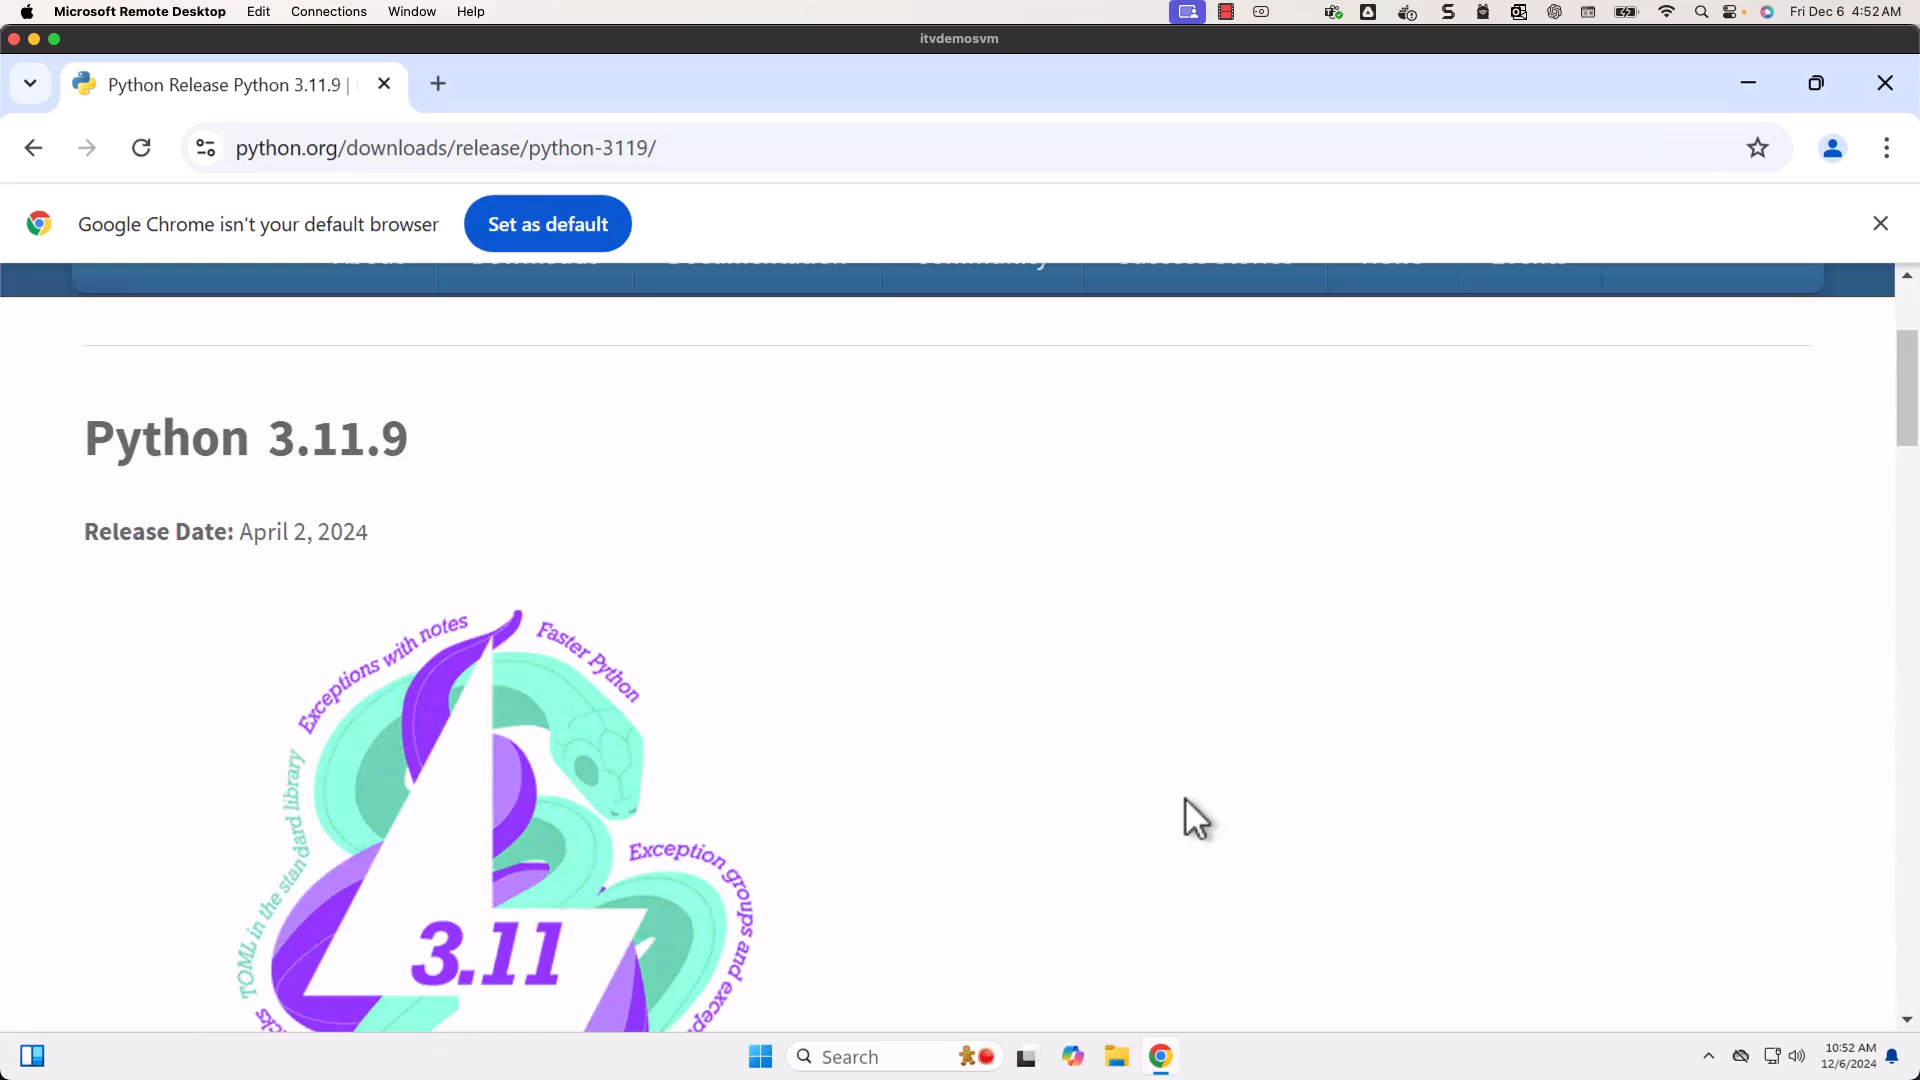 Microsoft Remote Desktop Edit Connections Window Help
Fri Dec 6 4:52 AM
itvdemosvm
Python Release Python 3.11.9 |
python.org/downloads/release/python-3119/
Google Chrome isn't your default browser
Set as default
Python 3.11.9
Release Date: April 2, 2024
Exceptions with notes
Faster Python
TOML in the standard library
Exception groups and
3.11
Search
10:52 AM
12/6/2024